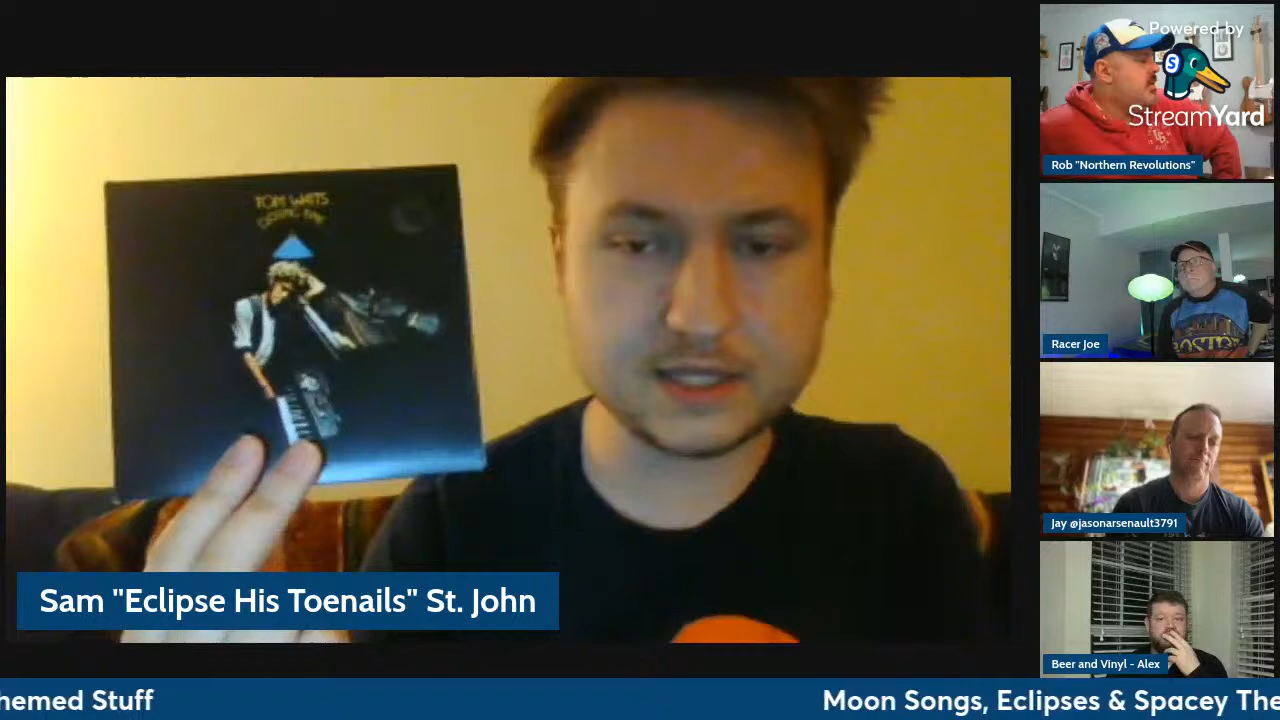 Powered by
StreamYard
Rob "Northern Revolutions"
TOM WAITS
CLOSING TIME
Racer Joe
BOSTON
Jay @jasonarsenault3791
Sam "Eclipse His Toenails" St. John
Beer and Vinyl - Alex
hemed Stuff
Moon Songs, Eclipses & Spacey The